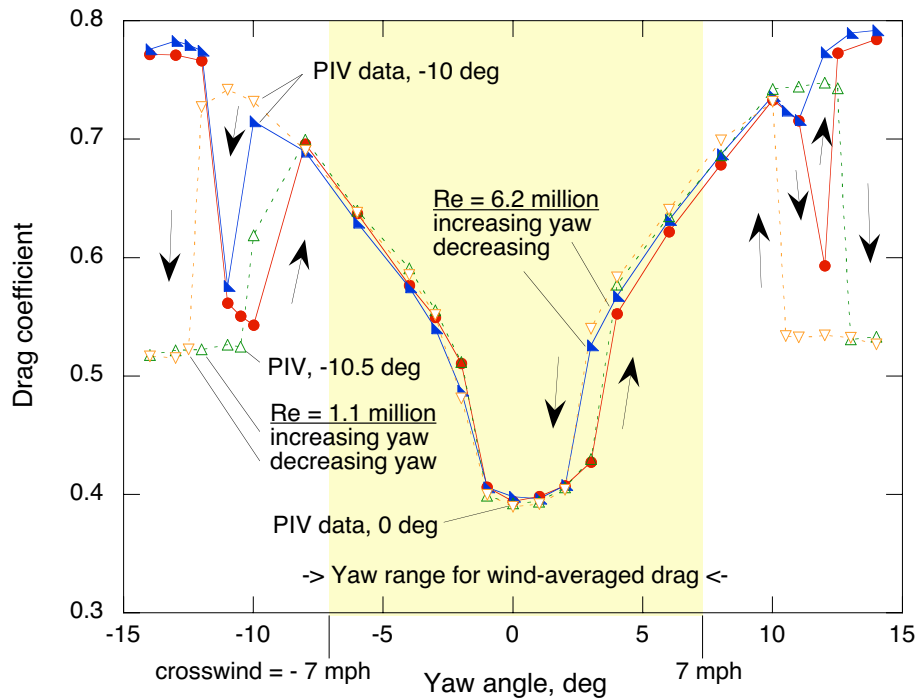 0.8
0.7
0.6
0.5
0.4
0.3
Drag coefficient
PIV data, -10 deg
Re = 6.2 million
increasing yaw
decreasing
PIV, -10.5 deg
Re = 1.1 million
increasing yaw
decreasing yaw
PIV data, 0 deg
-> Yaw range for wind-averaged drag <-
-15 -10 -5 0 5 10 15
crosswind = - 7 mph 7 mph
Yaw angle, deg